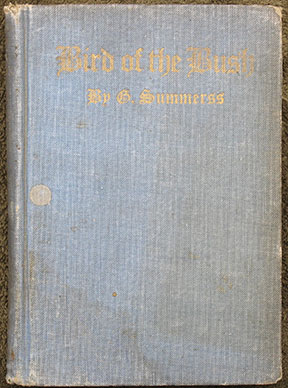 Bird of the Bush
By G. Summerss